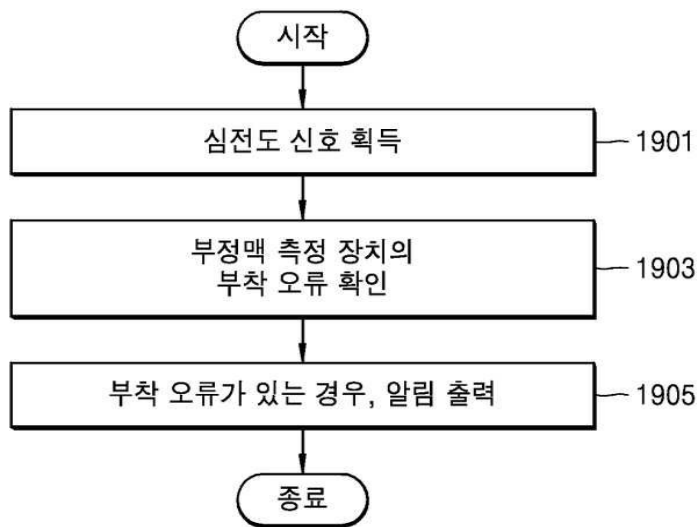 시작
심전도 신호 획득
1901
부정맥 측정 장치의
부착 오류 확인
1903
부착 오류가 있는 경우, 알림 출력
1905
종료